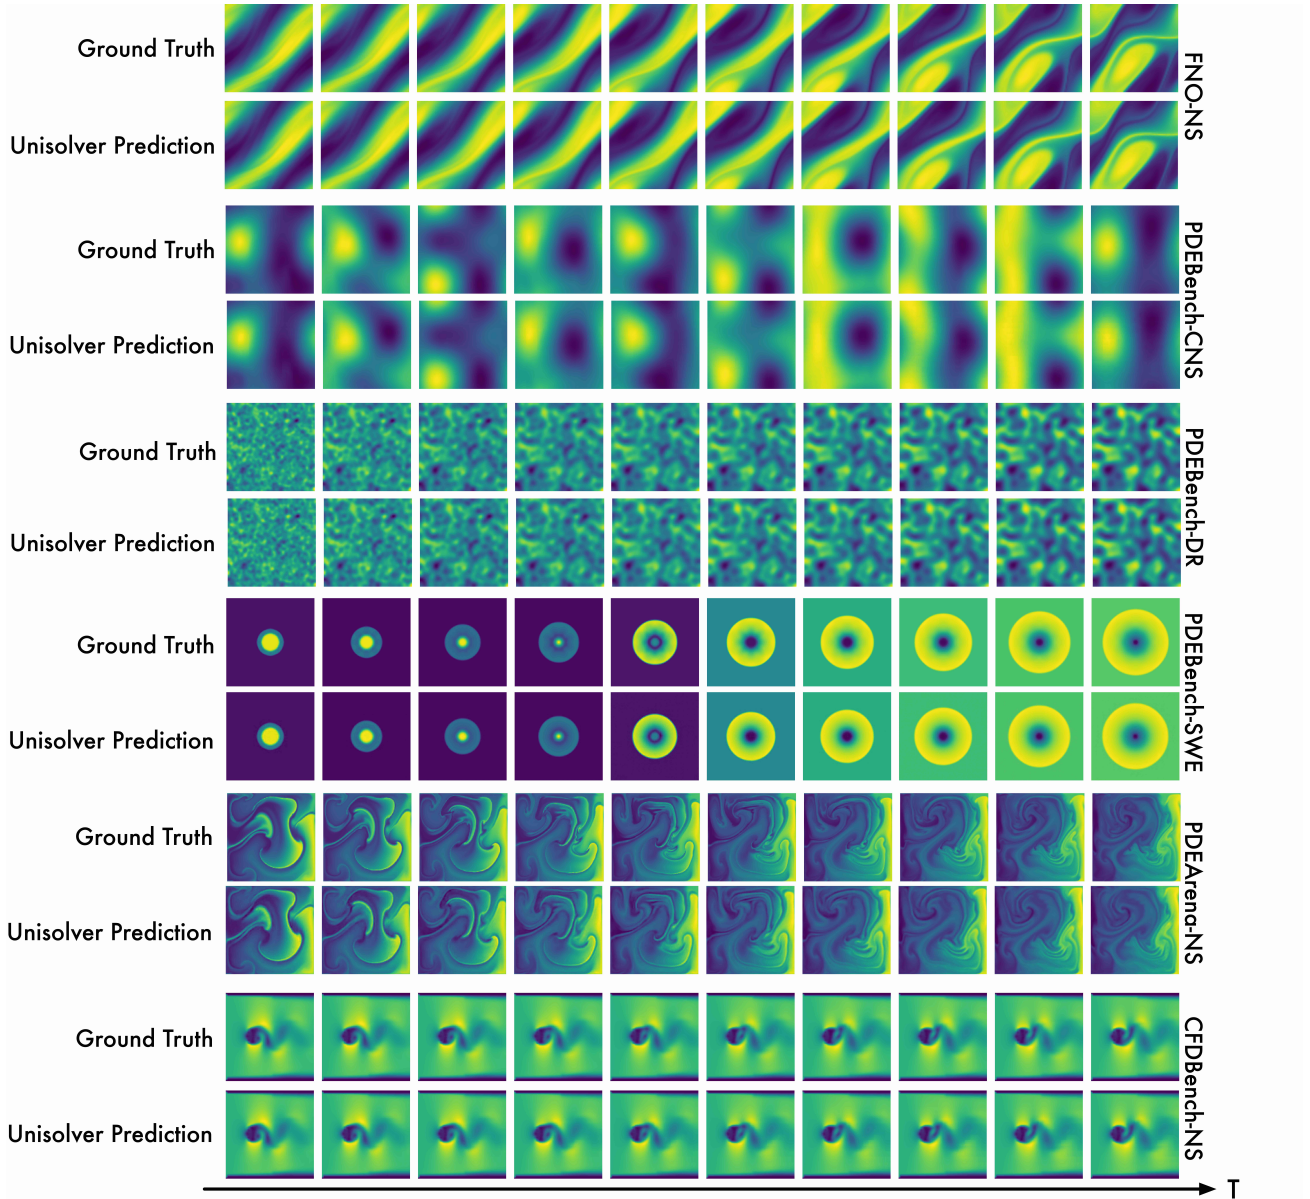 Ground Truth
Unisolver Prediction
FNO-NS
Ground Truth
Unisolver Prediction
PDEBench-CNS
Ground Truth
Unisolver Prediction
PDEBench-DR
Ground Truth
Unisolver Prediction
PDEBench-SWE
Ground Truth
Unisolver Prediction
PDEArena-NS
Ground Truth
Unisolver Prediction
CFDBench-NS
T